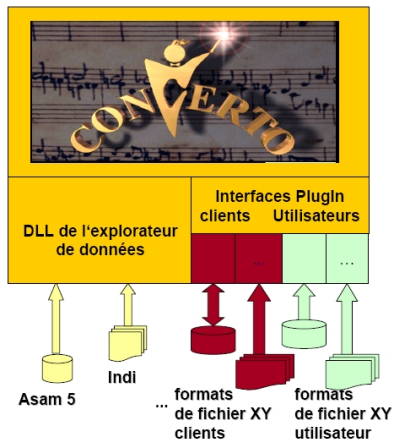 CONCERTO
Interfaces PlugIn
clients Utilisateurs
DLL de l‘explorateur
de données
... ...
Asam 5
Indi
... formats
de fichier XY
clients
formats
de fichier XY
utilisateur